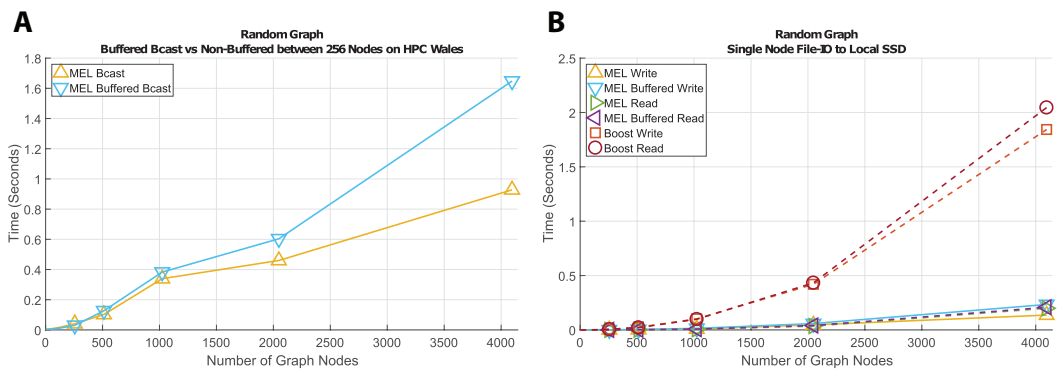 A
Random Graph
Buffered Bcast vs Non-Buffered between 256 Nodes on HPC Wales
MEL Bcast
MEL Buffered Bcast
Time (Seconds)
1.8
1.6
1.4
1.2
1
0.8
0.6
0.4
0.2
0
0 500 1000 1500 2000 2500 3000 3500 4000
Number of Graph Nodes
B
Random Graph
Single Node File-IO to Local SSD
MEL Write
MEL Buffered Write
MEL Read
MEL Buffered Read
Boost Write
Boost Read
Time (Seconds)
2.5
2
1.5
1
0.5
0
0 500 1000 1500 2000 2500 3000 3500 4000
Number of Graph Nodes